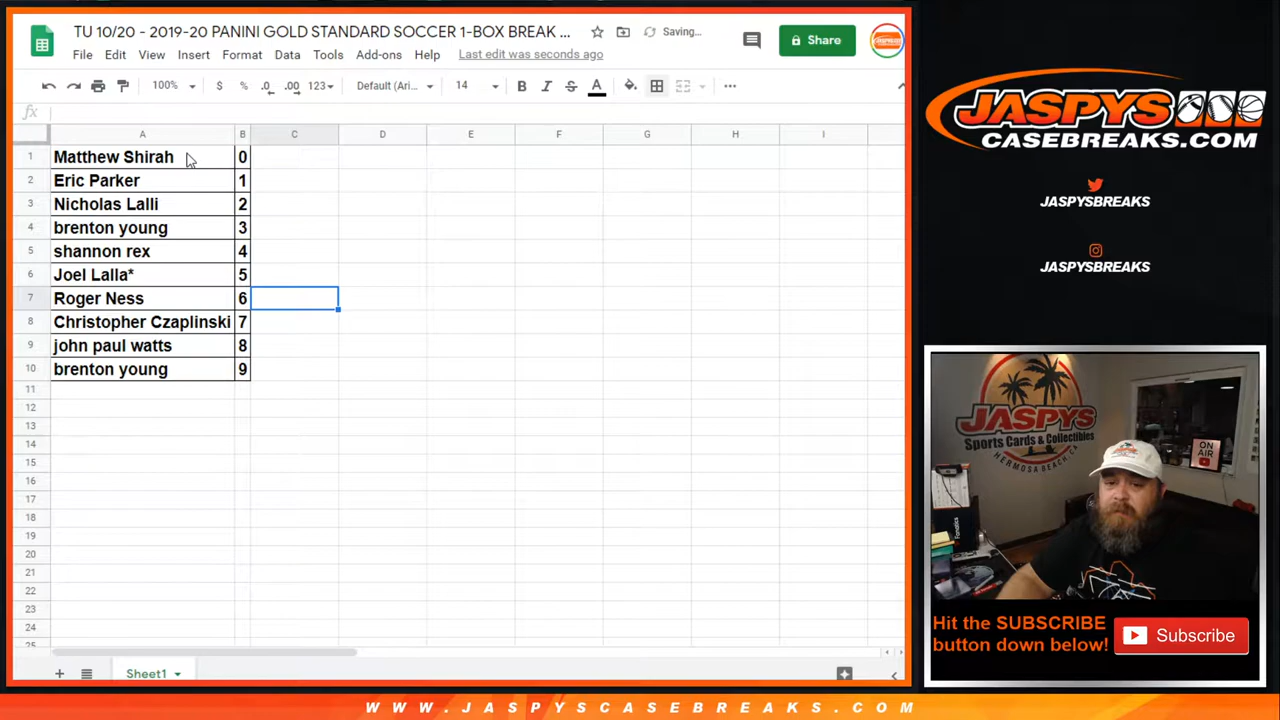 TU 10/20 - 2019-20 PANINI GOLD STANDARD SOCCER 1-BOX BREAK ...
Saving...
Share
File Edit View Insert Format Data Tools Add-ons Help Last edit was seconds ago
100% $ % .0 .00 123 Default (Ari... 14 B I S A
fx
A B C D E F G H I
1 Matthew Shirah 0
2 Eric Parker 1
3 Nicholas Lalli 2
4 brenton young 3
5 shannon rex 4
6 Joel Lalla* 5
7 Roger Ness 6
8 Christopher Czaplinski 7
9 john paul watts 8
10 brenton young 9
11
12
13
14
15
16
17
18
19
20
21
22
23
24
25
Sheet1
JASPYS
CASEBREAKS.COM
JASPYSBREAKS
JASPYSBREAKS
JASPYS
Sports Cards & Collectibles
HERMOSA BEACH, CA
ON
AIR
Fanatics
Hit the SUBSCRIBE
button down below!
Subscribe
WWW.JASPYSCASEBREAKS.COM